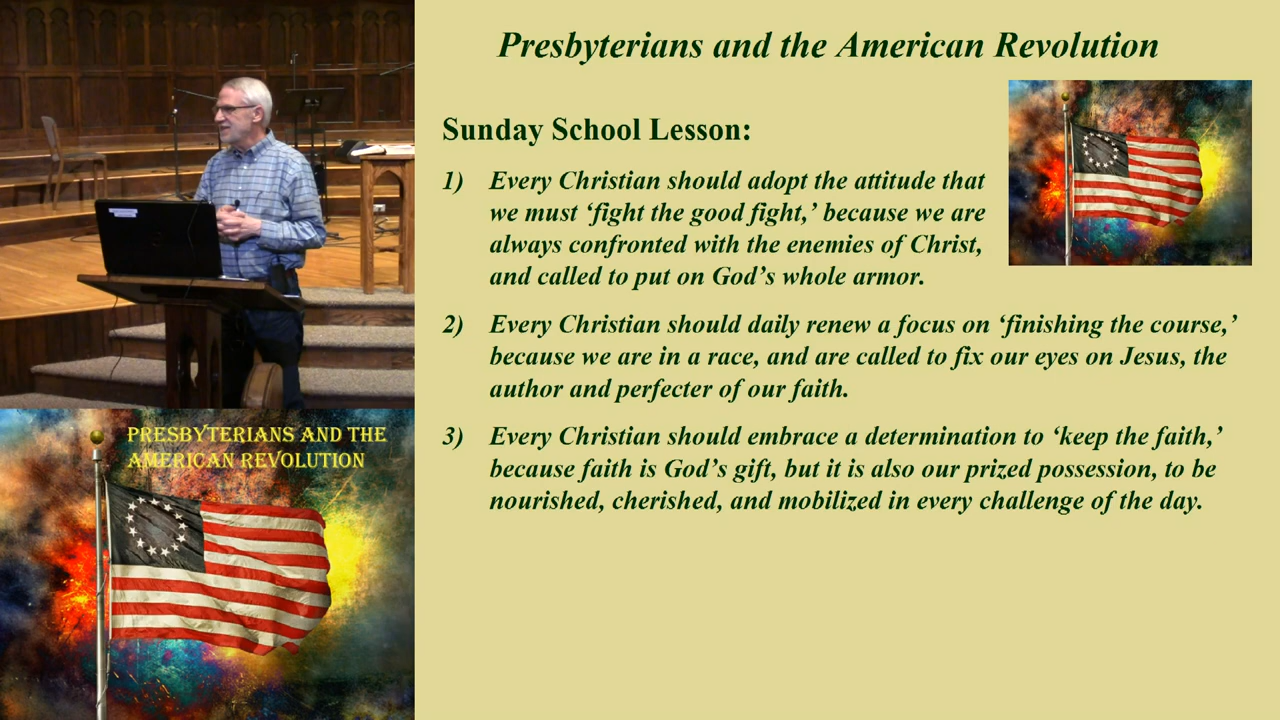 Presbyterians and the American Revolution
Sunday School Lesson:
1) Every Christian should adopt the attitude that
we must ‘fight the good fight,’ because we are
always confronted with the enemies of Christ,
and called to put on God’s whole armor.
2) Every Christian should daily renew a focus on ‘finishing the course,’
because we are in a race, and are called to fix our eyes on Jesus, the
author and perfecter of our faith.
3) Every Christian should embrace a determination to ‘keep the faith,’
because faith is God’s gift, but it is also our prized possession, to be
nourished, cherished, and mobilized in every challenge of the day.
PRESBYTERIANS AND THE
AMERICAN REVOLUTION